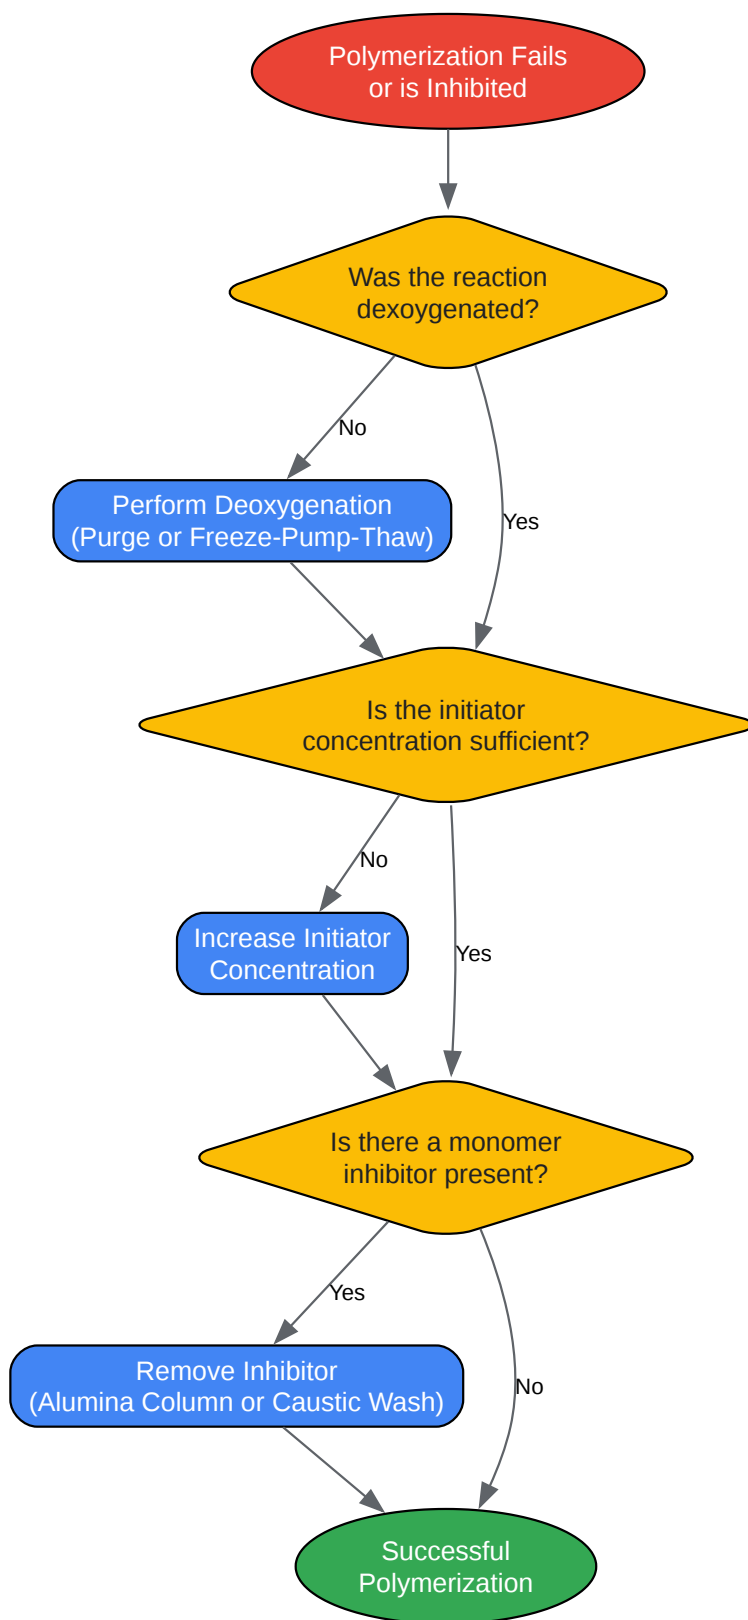 Polymerization Fails
or is Inhibited
Was the reaction
dexoygenated?
No
Yes
Perform Deoxygenation
(Purge or Freeze-Pump-Thaw)
Is the initiator
concentration sufficient?
No
Yes
Increase Initiator
Concentration
Is there a monomer
inhibitor present?
Yes
No
Remove Inhibitor
(Alumina Column or Caustic Wash)
Successful
Polymerization